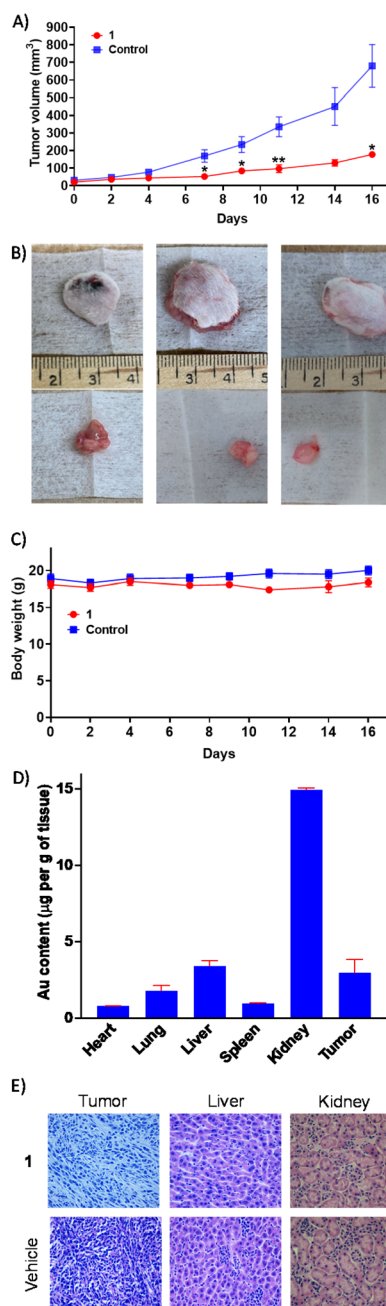 A)
1
Control
Tumor volume (mm³)
900
800
700
600
500
400
300
200
100
0
* * ** *
0 2 4 6 8 10 12 14 16
Days
B)
2 3 4
2 3 4 5
2 3
C)
Body weight (g)
20
15
10
5
0
1
Control
0 2 4 6 8 10 12 14 16
Days
D)
Au content (µg per g of tissue)
15
10
5
0
Heart Lung Liver Spleen Kidney Tumor
E)
Tumor Liver Kidney
1
Vehicle